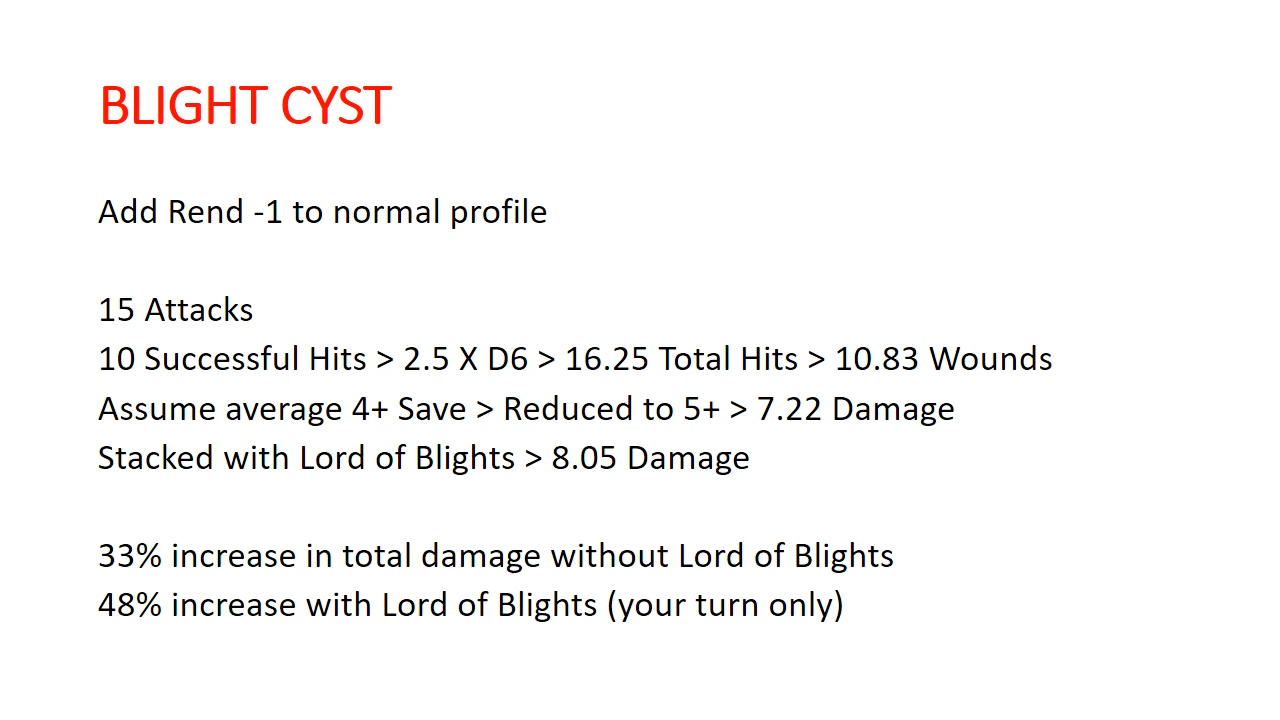 BLIGHT CYST
Add Rend -1 to normal profile
15 Attacks
10 Successful Hits > 2.5 X D6 > 16.25 Total Hits > 10.83 Wounds
Assume average 4+ Save > Reduced to 5+ > 7.22 Damage
Stacked with Lord of Blights > 8.05 Damage
33% increase in total damage without Lord of Blights
48% increase with Lord of Blights (your turn only)